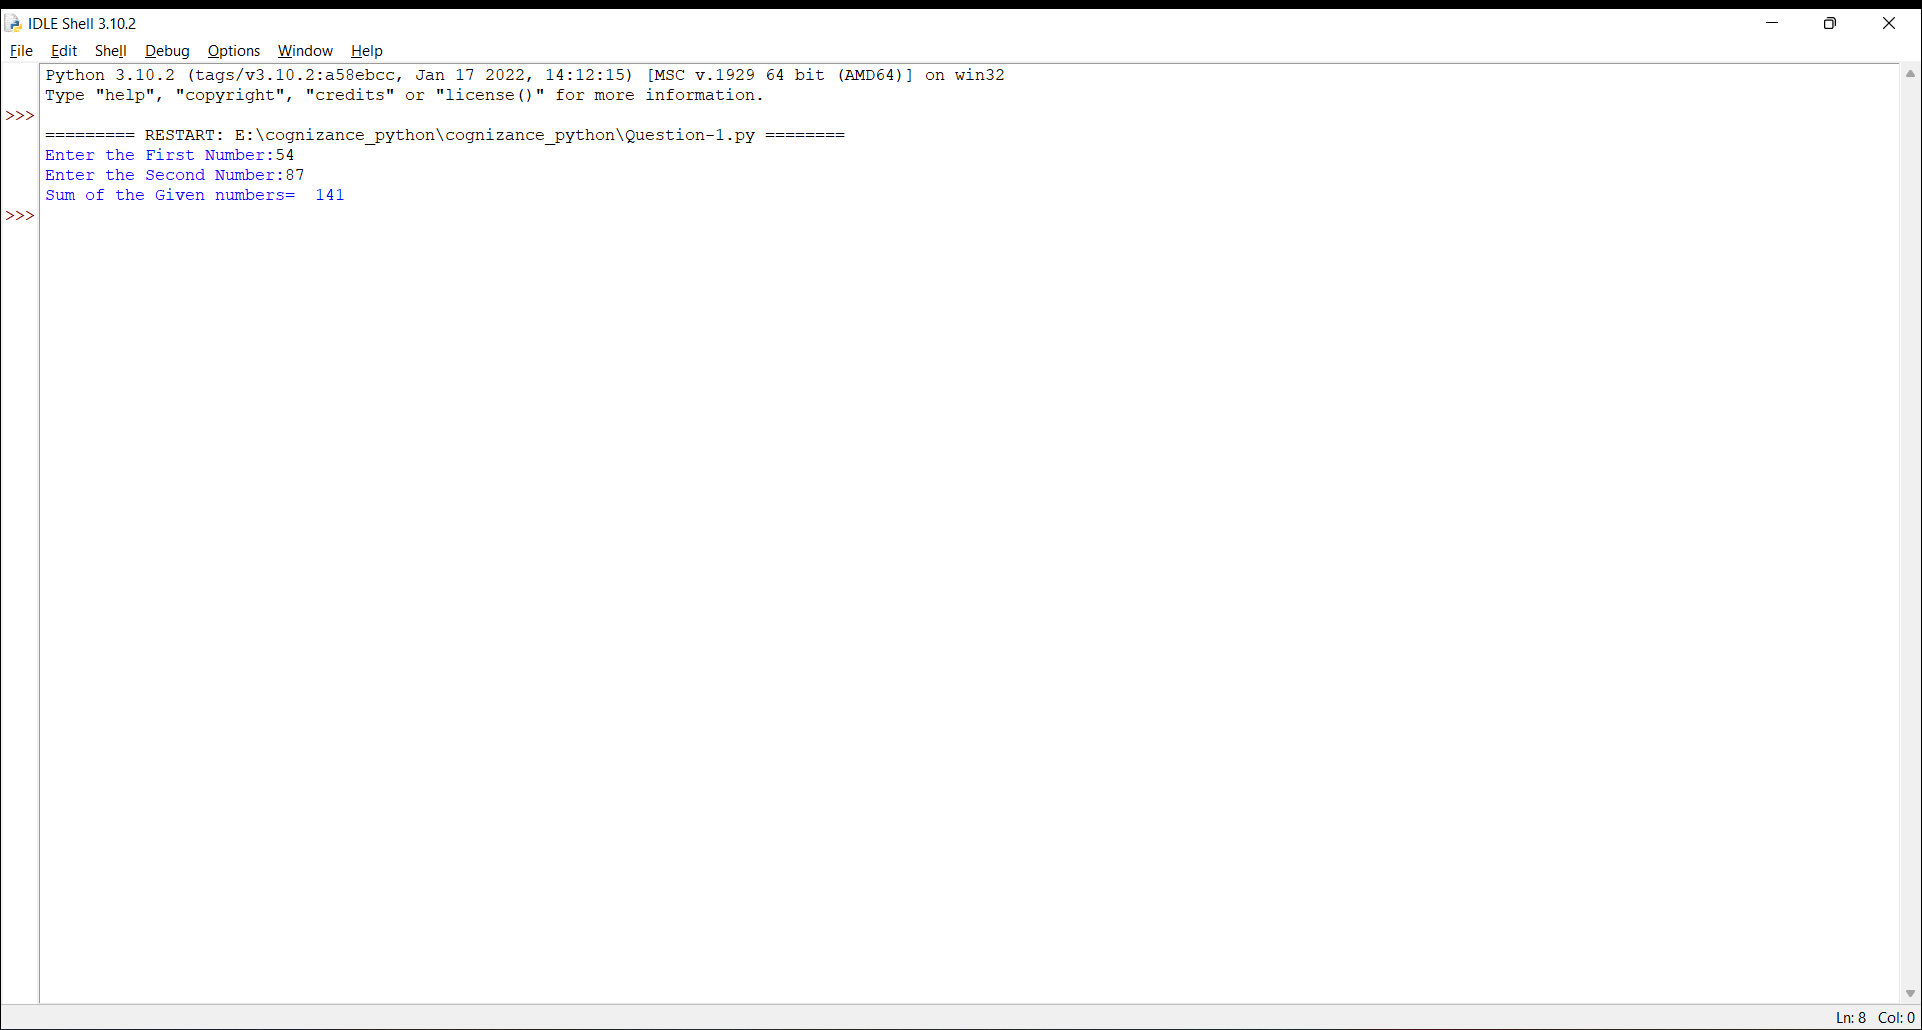 IDLE Shell 3.10.2
File Edit Shell Debug Options Window Help
Python 3.10.2 (tags/v3.10.2:a58ebcc, Jan 17 2022, 14:12:15) [MSC v.1929 64 bit (AMD64)] on win32
Type "help", "copyright", "credits" or "license()" for more information.
>>>
========= RESTART: E:\cognizance_python\cognizance_python\Question-1.py ========
Enter the First Number:54
Enter the Second Number:87
Sum of the Given numbers=  141
>>>
Ln: 8 Col: 0